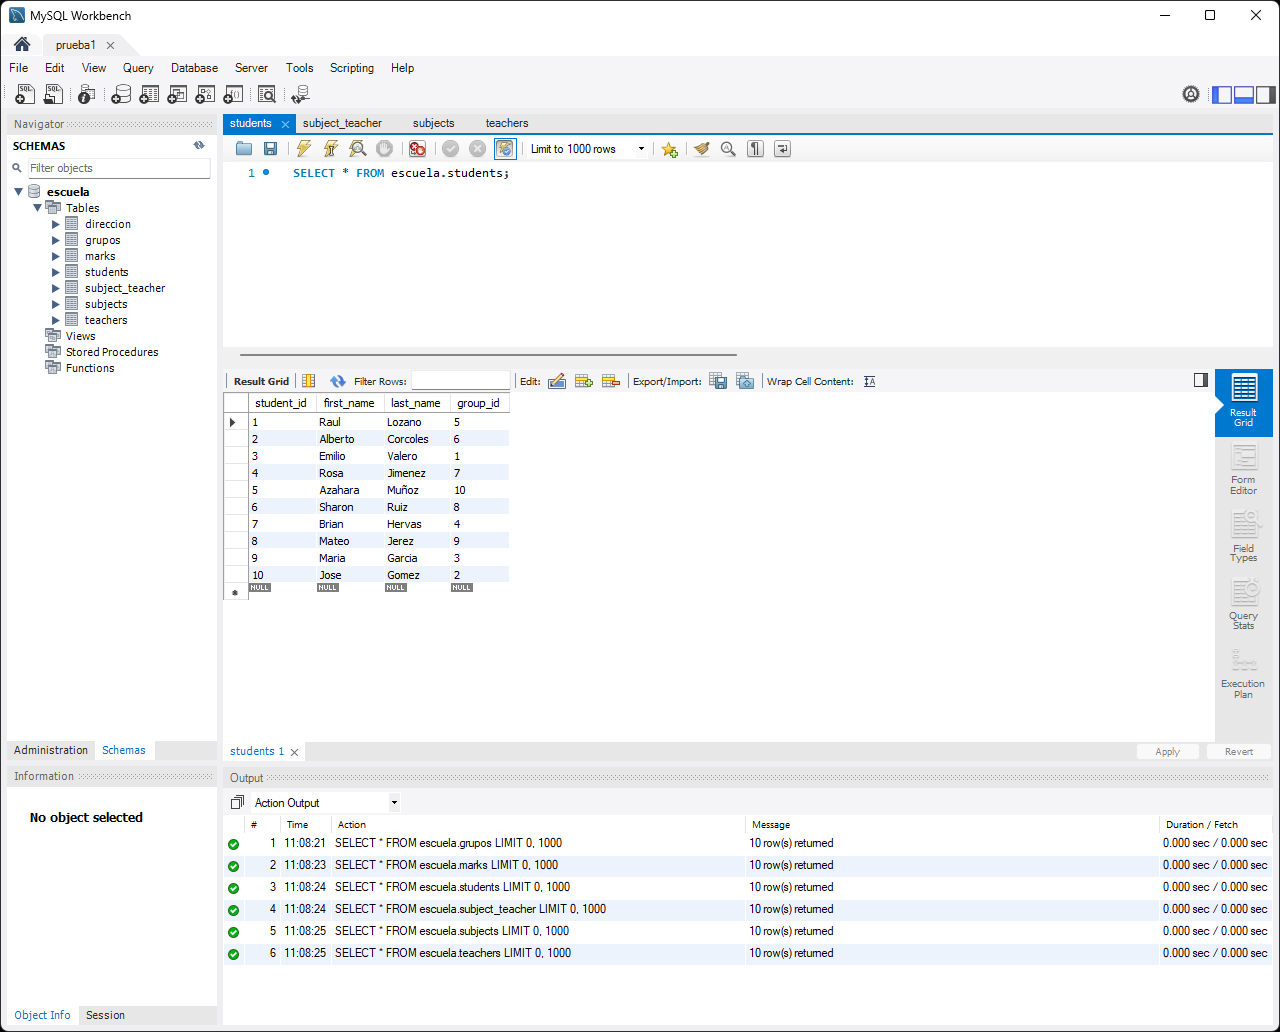 MySQL Workbench
prueba1
File Edit View Query Database Server Tools Scripting Help
Navigator
SCHEMAS
Filter objects
escuela
Tables
direccion
grupos
marks
students
subject_teacher
subjects
teachers
Views
Stored Procedures
Functions
Administration Schemas
Information
No object selected
Object Info Session
students subject_teacher subjects teachers
Limit to 1000 rows
1 SELECT * FROM escuela.students;
Result Grid Filter Rows: Edit: Export/Import: Wrap Cell Content:
student_id first_name last_name group_id
1 Raul Lozano 5
2 Alberto Corcoles 6
3 Emilio Valero 1
4 Rosa Jimenez 7
5 Azahara Muñoz 10
6 Sharon Ruiz 8
7 Brian Hervas 4
8 Mateo Jerez 9
9 Maria Garcia 3
10 Jose Gomez 2
NULL NULL NULL NULL
Result
Grid
Form
Editor
Field
Types
Query
Stats
Execution
Plan
students 1
Apply Revert
Output
Action Output
# Time Action Message Duration / Fetch
1 11:08:21 SELECT * FROM escuela.grupos LIMIT 0, 1000 10 row(s) returned 0.000 sec / 0.000 sec
2 11:08:23 SELECT * FROM escuela.marks LIMIT 0, 1000 10 row(s) returned 0.000 sec / 0.000 sec
3 11:08:24 SELECT * FROM escuela.students LIMIT 0, 1000 10 row(s) returned 0.000 sec / 0.000 sec
4 11:08:24 SELECT * FROM escuela.subject_teacher LIMIT 0, 1000 10 row(s) returned 0.000 sec / 0.000 sec
5 11:08:25 SELECT * FROM escuela.subjects LIMIT 0, 1000 10 row(s) returned 0.000 sec / 0.000 sec
6 11:08:25 SELECT * FROM escuela.teachers LIMIT 0, 1000 10 row(s) returned 0.000 sec / 0.000 sec